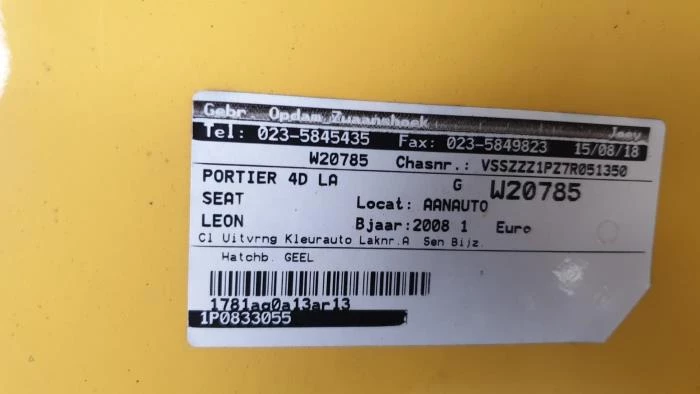 Gebr. Opdam Zwaanshoek Joey
Tel: 023-5845435 Fax: 023-5849823 15/08/18
W20785 Chasnr.: VSSZZZ1PZ7R051350
PORTIER 4D LA G W20785
SEAT Locat: AANAUTO
LEON Bjaar:2008 1 Euro
Cl Uitvrng Kleurauto Laknr.A Sen Bijz.
Hatchb. GEEL
1781ag0a13ar13
1P0833055